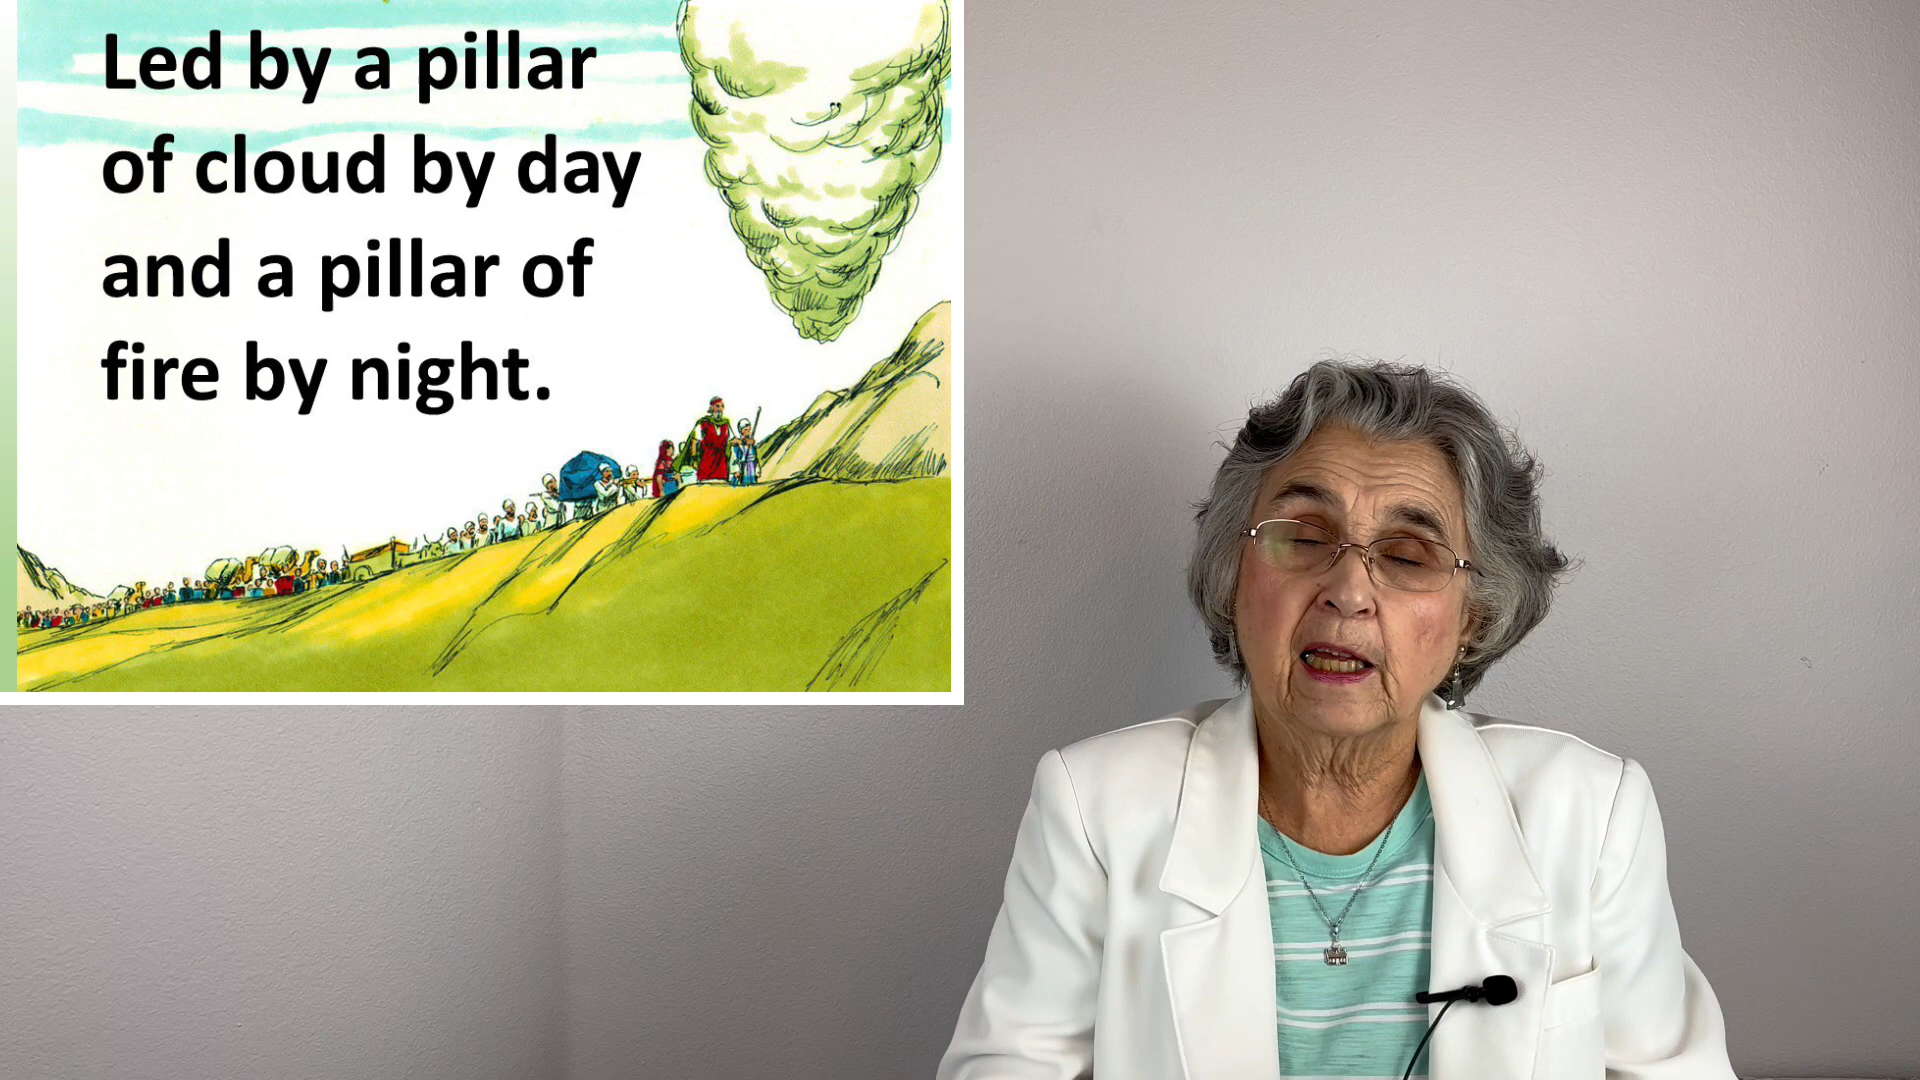 Led by a pillar
of cloud by day
and a pillar of
fire by night.